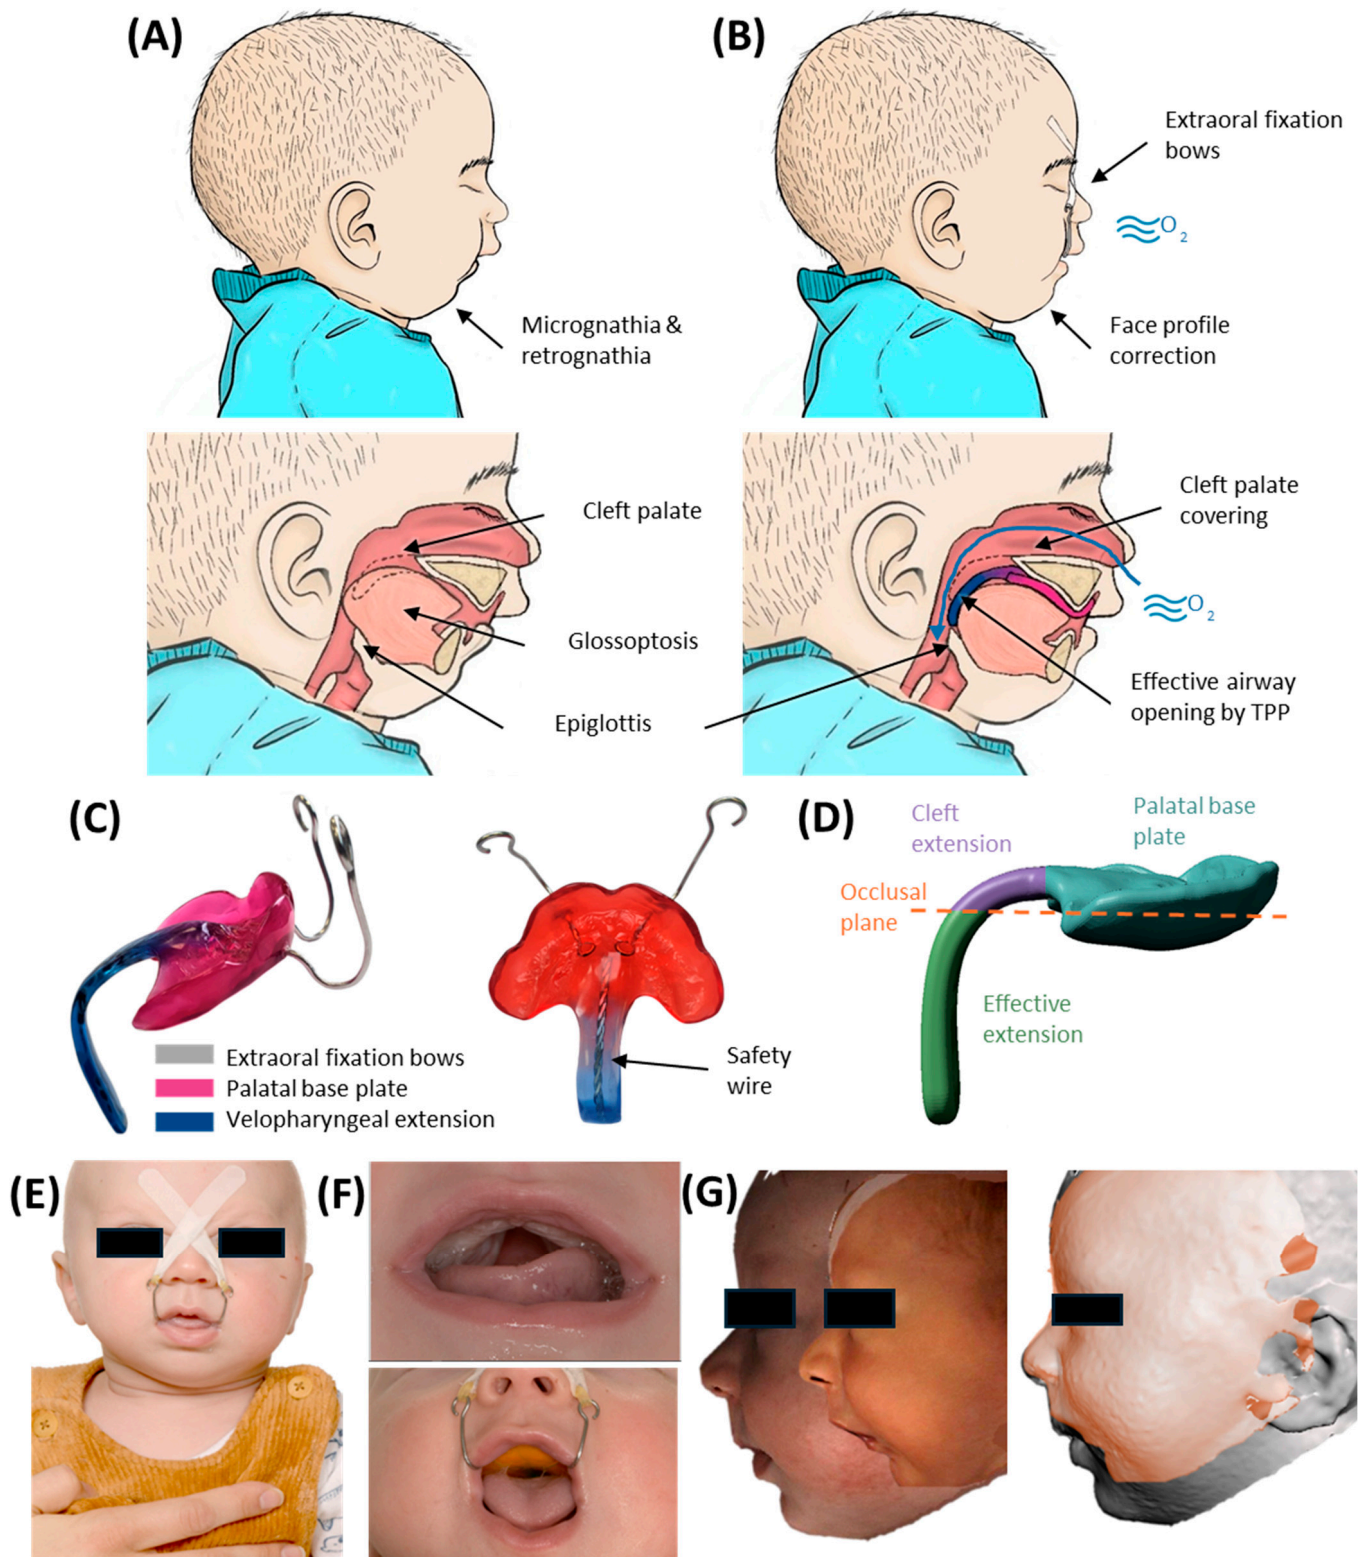 (A)
(B)
Extraoral fixation
bows
O2
Micrognathia &
retrognathia
Face profile
correction
Cleft palate
Glossoptosis
Epiglottis
Cleft palate
covering
O2
Effective airway
opening by TPP
(C)
Extraoral fixation bows
Palatal base plate
Velopharyngeal extension
Safety
wire
(D)
Cleft
extension
Palatal base
plate
Occlusal
plane
Effective
extension
(E)
(F)
(G)